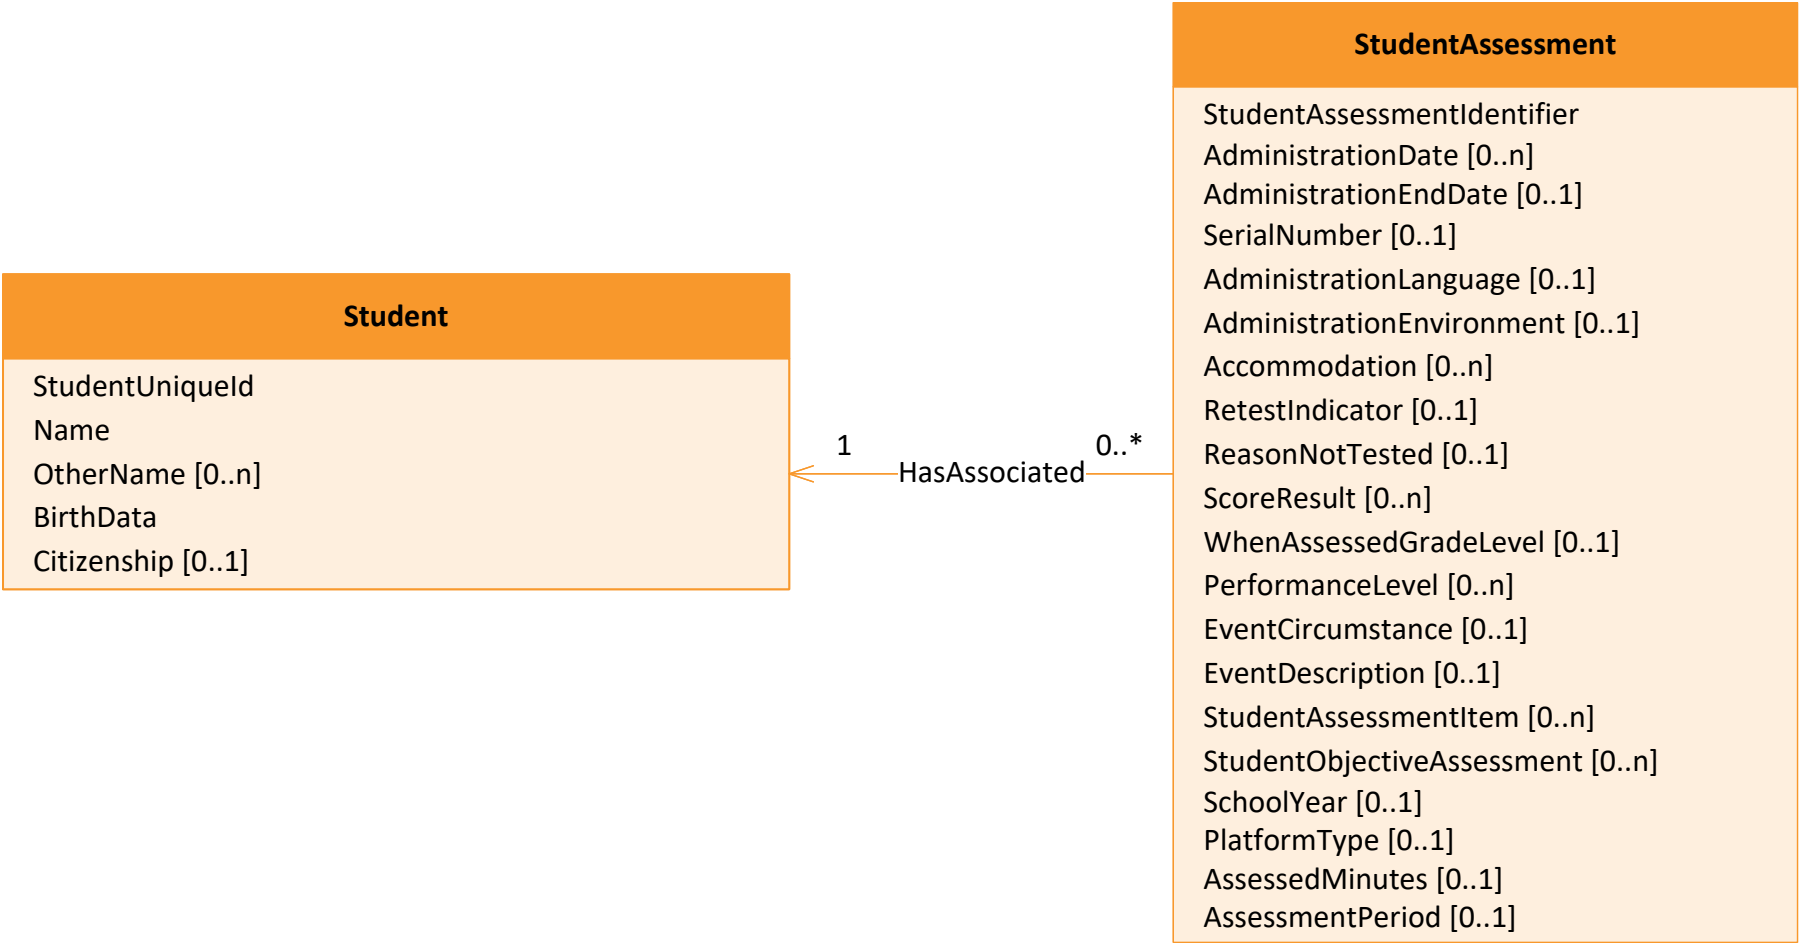 Student
StudentUniqueId
Name
OtherName [0..n]
BirthData
Citizenship [0..1]
1
HasAssociated
0..*
StudentAssessment
StudentAssessmentIdentifier
AdministrationDate [0..n]
AdministrationEndDate [0..1]
SerialNumber [0..1]
AdministrationLanguage [0..1]
AdministrationEnvironment [0..1]
Accommodation [0..n]
RetestIndicator [0..1]
ReasonNotTested [0..1]
ScoreResult [0..n]
WhenAssessedGradeLevel [0..1]
PerformanceLevel [0..n]
EventCircumstance [0..1]
EventDescription [0..1]
StudentAssessmentItem [0..n]
StudentObjectiveAssessment [0..n]
SchoolYear [0..1]
PlatformType [0..1]
AssessedMinutes [0..1]
AssessmentPeriod [0..1]